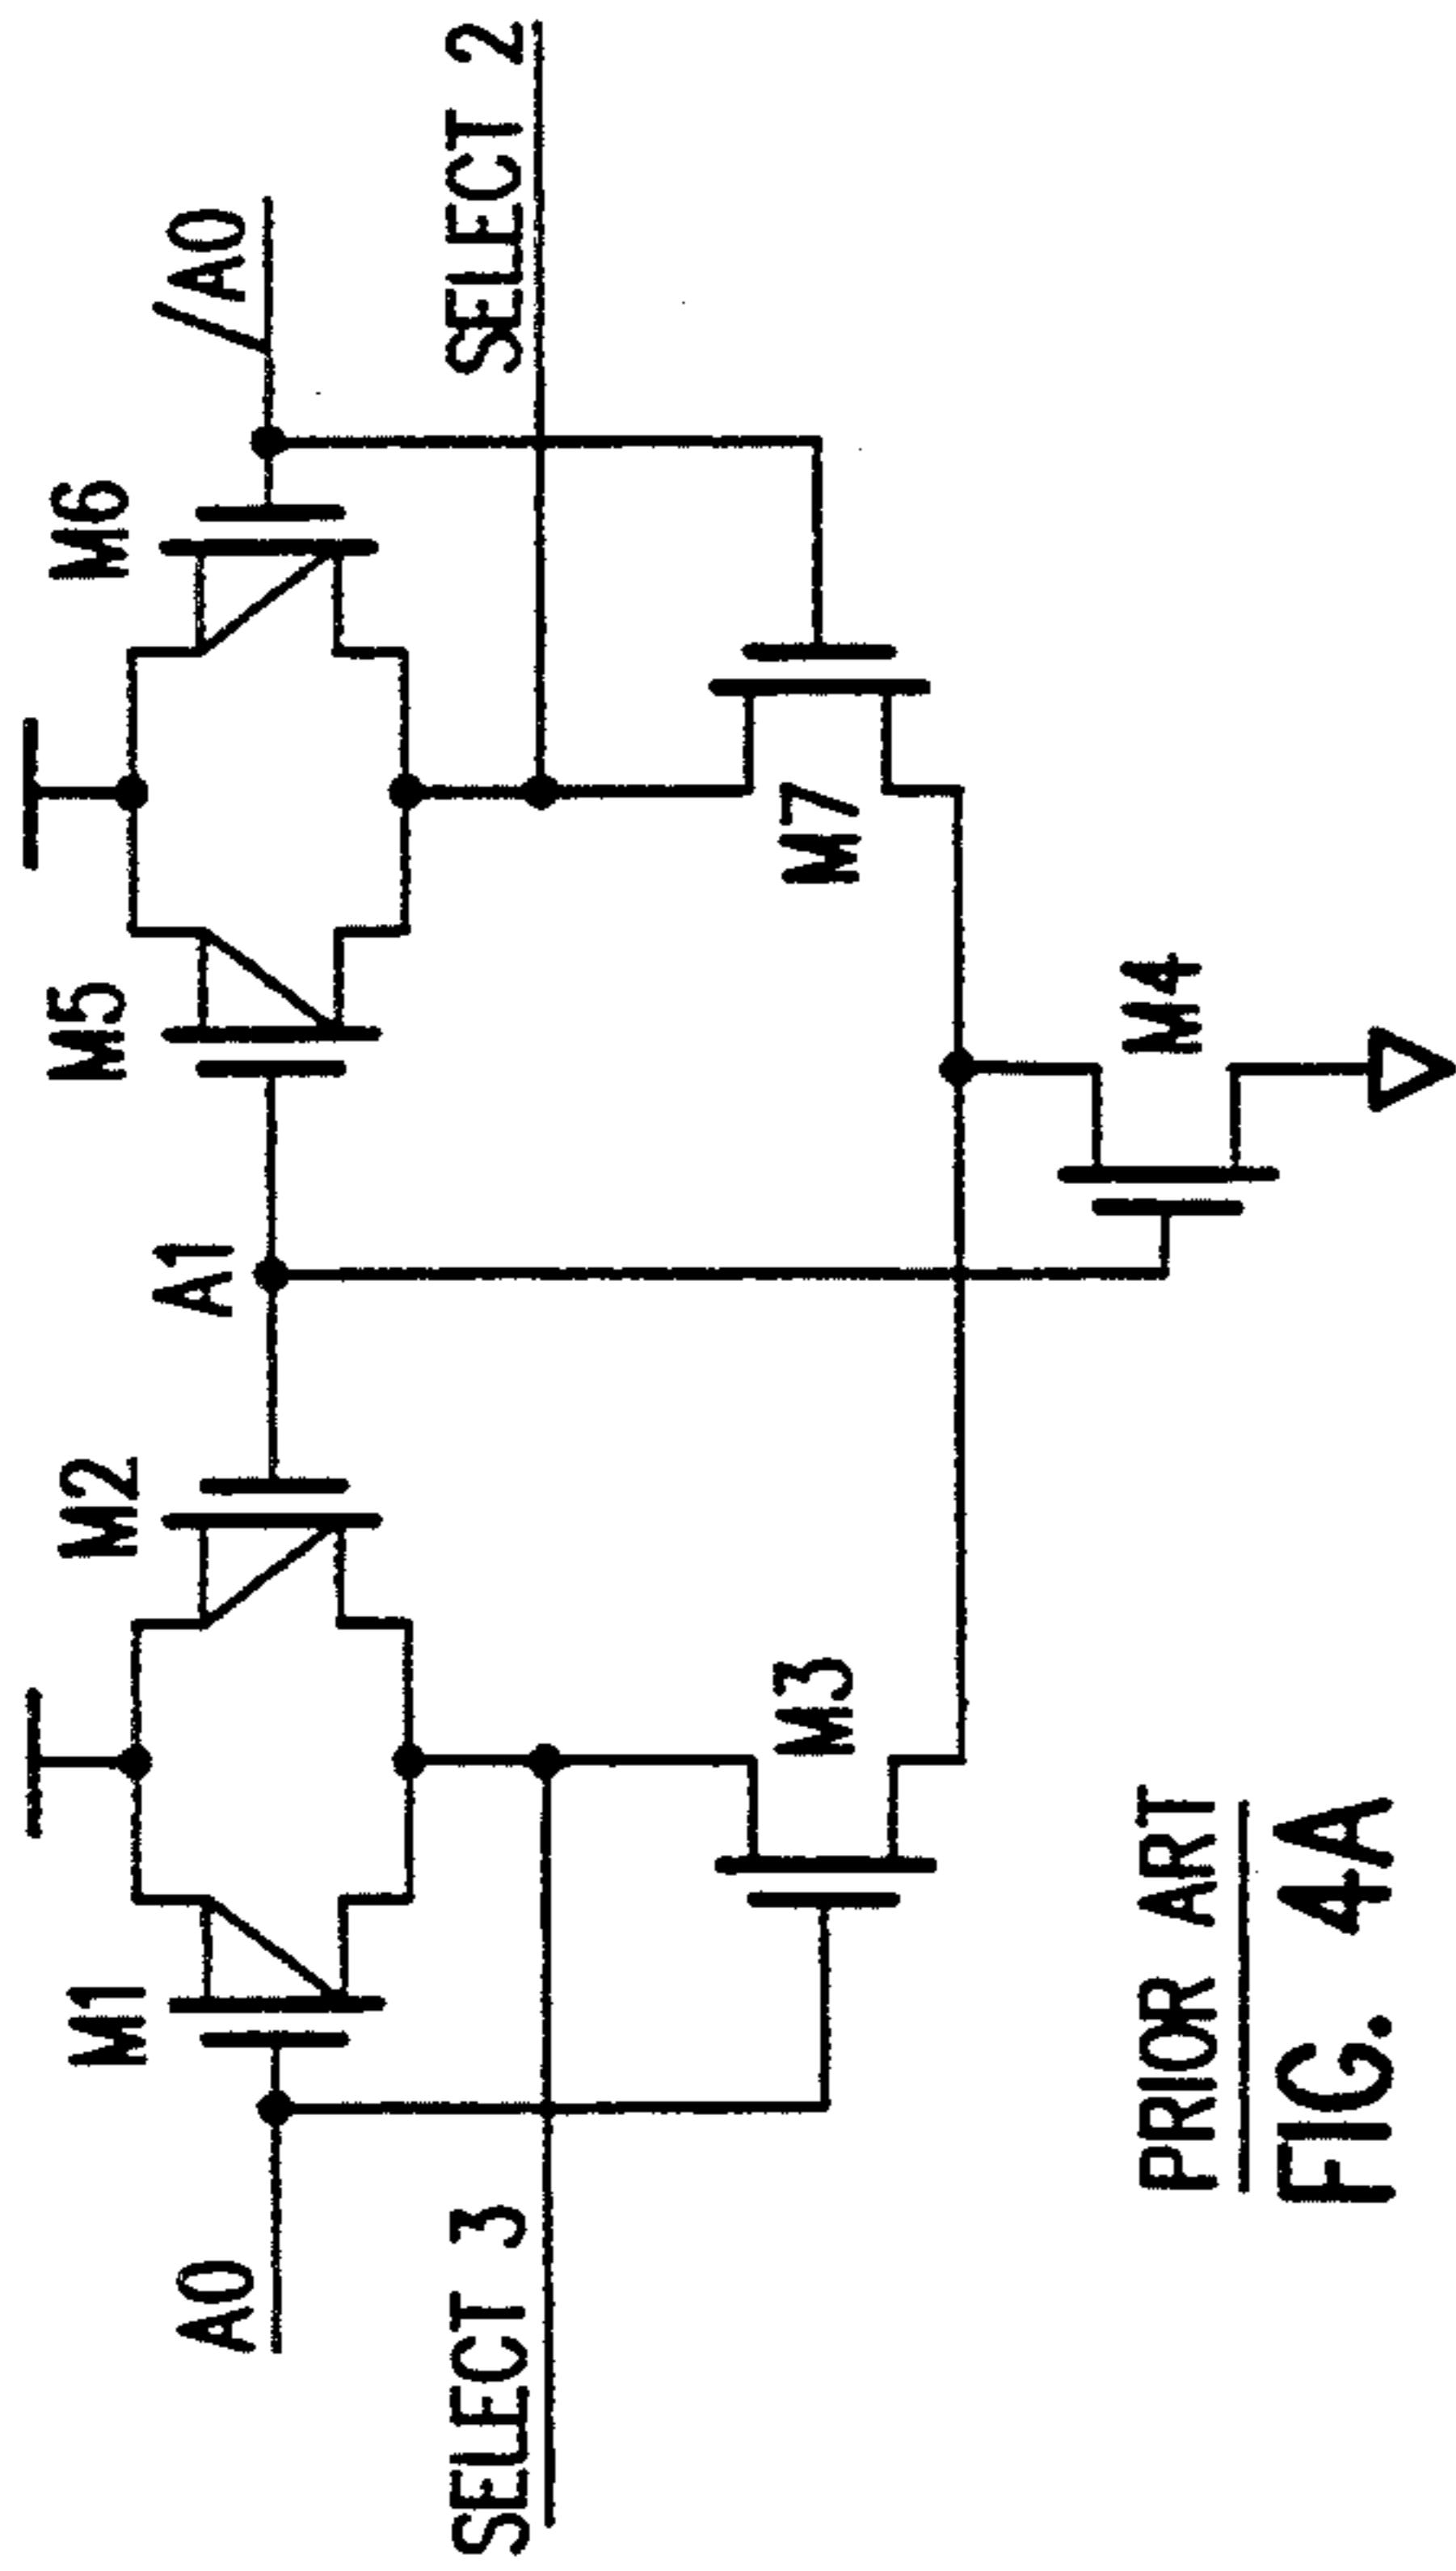 M1
M2
M5
M6
A0
A1
/A0
SELECT 3
SELECT 2
M3
M7
M4
PRIOR ART
FIG. 4A